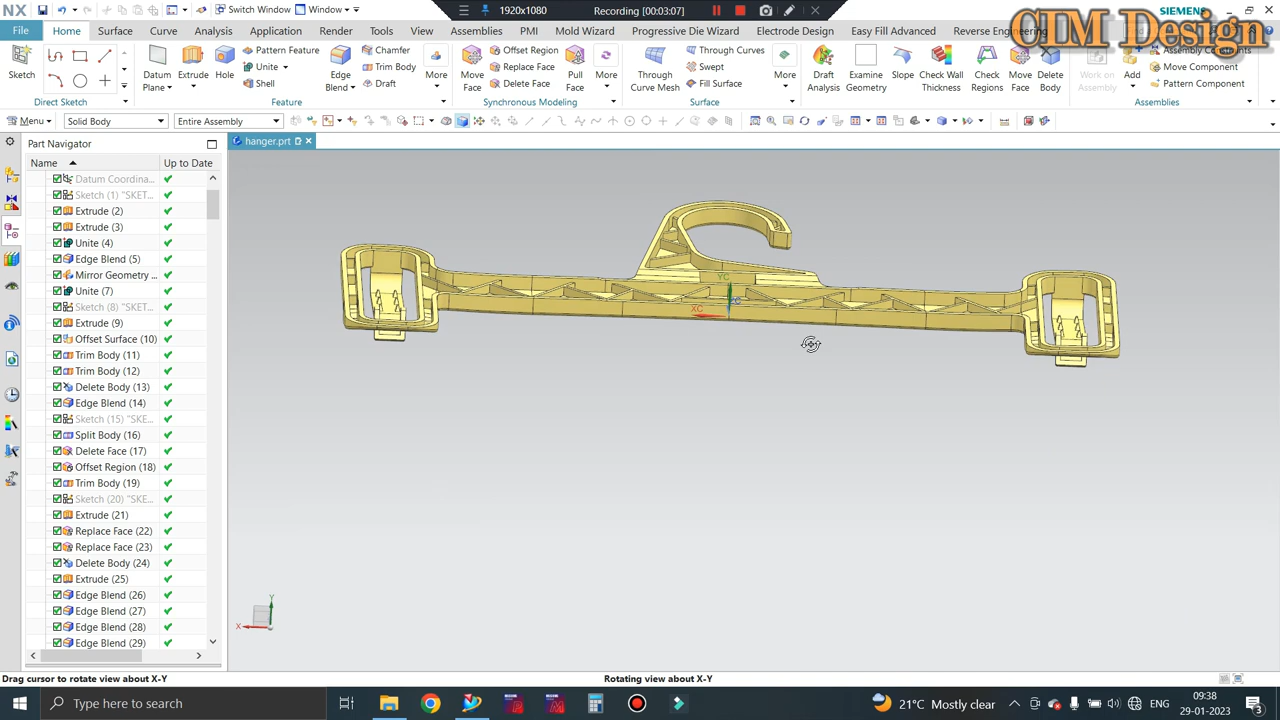 NX
Switch Window
Window
1920x1080
Recording [00:03:07]
SIEMENS
CIM Design
File
Home
Surface
Curve
Analysis
Application
Render
Tools
View
Assemblies
PMI
Mold Wizard
Progressive Die Wizard
Electrode Design
Easy Fill Advanced
Reverse Engineering
Sketch
Direct Sketch
Datum Plane
Extrude
Hole
Pattern Feature
Unite
Shell
Edge Blend
Chamfer
Trim Body
Draft
More
Feature
Move Face
Offset Region
Replace Face
Delete Face
Pull Face
More
Synchronous Modeling
Through Curve Mesh
Through Curves
Swept
Fill Surface
More
Surface
Draft Analysis
Examine Geometry
Slope
Check Wall Thickness
Check Regions
Move Face
Delete Body
Work on Assembly
Add
Assembly Constraints
Move Component
Pattern Component
Assemblies
Menu
Solid Body
Entire Assembly
Part Navigator
hanger.prt
Name
Up to Date
Datum Coordina...
Sketch (1) "SKET...
Extrude (2)
Extrude (3)
Unite (4)
Edge Blend (5)
Mirror Geometry ...
Unite (7)
Sketch (8) "SKET...
Extrude (9)
Offset Surface (10)
Trim Body (11)
Trim Body (12)
Delete Body (13)
Edge Blend (14)
Sketch (15) "SKE...
Split Body (16)
Delete Face (17)
Offset Region (18)
Trim Body (19)
Sketch (20) "SKE...
Extrude (21)
Replace Face (22)
Replace Face (23)
Delete Body (24)
Extrude (25)
Edge Blend (26)
Edge Blend (27)
Edge Blend (28)
Edge Blend (29)
YC
XC
Y
X
Drag cursor to rotate view about X-Y
Rotating view about X-Y
Type here to search
21°C Mostly clear
ENG
09:38
29-01-2023
3